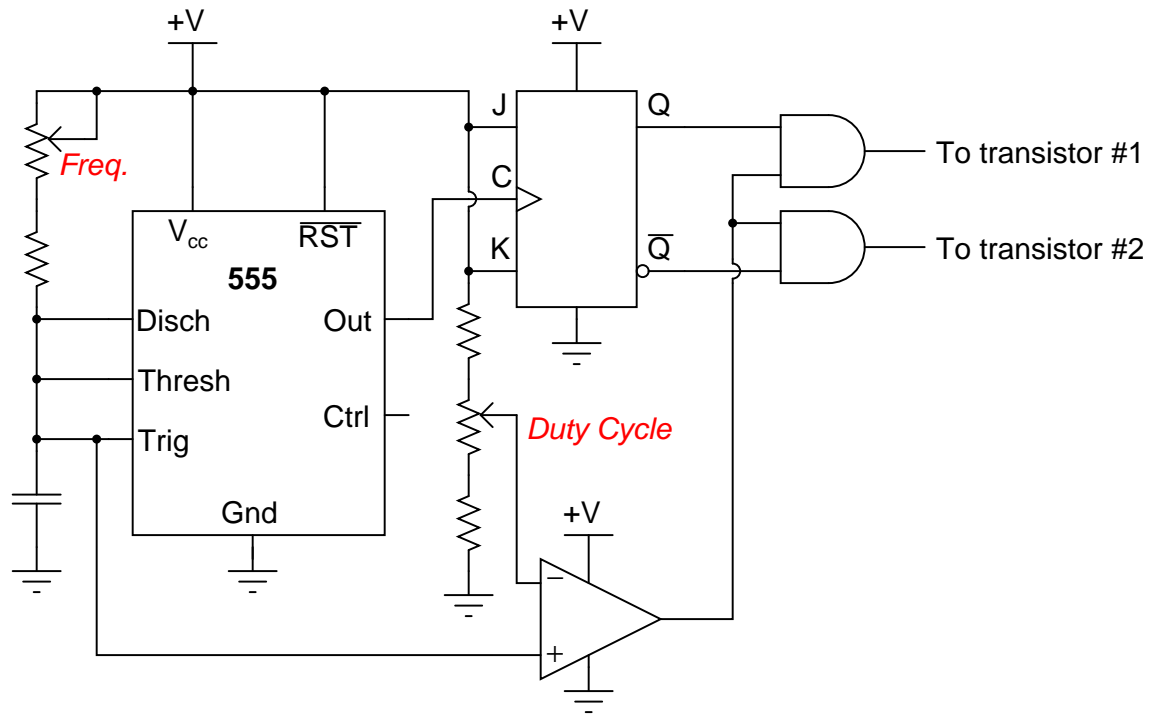 +V
+V
J
Q
C
K
Q
To transistor #1
To transistor #2
Freq.
Vcc
RST
555
Disch
Out
Thresh
Ctrl
Trig
Gnd
Duty Cycle
+V
−
+